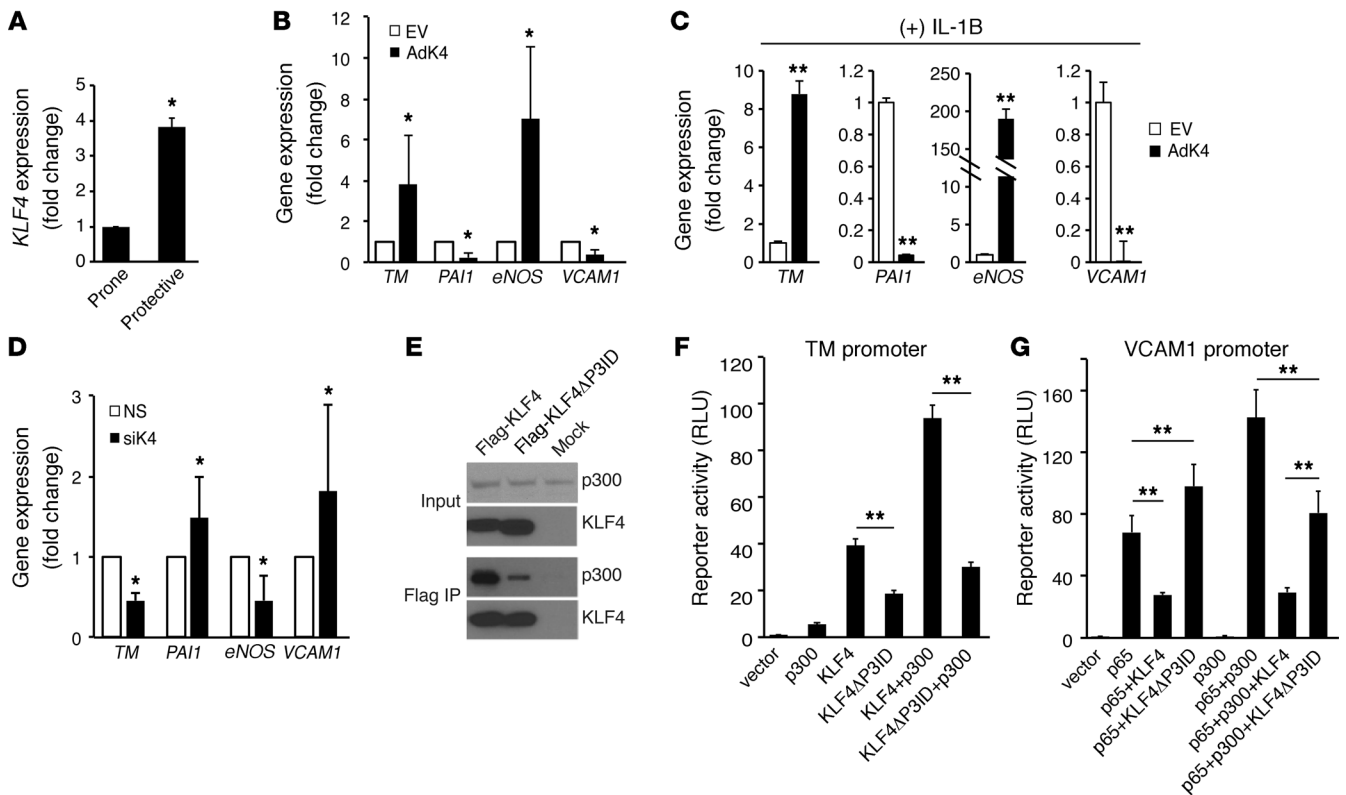 A
KLF4 expression
(fold change)
5
4
3
2
1
0
*
Prone
Protective
B
Gene expression
(fold change)
12
10
8
6
4
2
0
EV
AdK4
*
*
*
*
TM
PAI1
eNOS
VCAM1
C
(+) IL-1B
Gene expression
(fold change)
10
8
6
4
2
0
**
TM
1.2
1
0.8
0.6
0.4
0.2
0
**
PAI1
250
200
150
10
5
0
**
eNOS
1.2
1
0.8
0.6
0.4
0.2
0
**
VCAM1
EV
AdK4
D
Gene expression
(fold change)
3
2
1
0
NS
siK4
*
*
*
*
TM
PAI1
eNOS
VCAM1
E
Flag-KLF4
Flag-KLF4ΔP3ID
Mock
Input
p300
KLF4
Flag IP
p300
KLF4
F
TM promoter
Reporter activity (RLU)
120
100
80
60
40
20
0
**
**
vector
p300
KLF4
KLF4ΔP3ID
KLF4+p300
KLF4ΔP3ID+p300
G
VCAM1 promoter
Reporter activity (RLU)
160
120
80
40
0
**
**
**
**
vector
p65
p65+KLF4
p65+KLF4ΔP3ID
p300
p65+p300
p65+p300+KLF4
p65+p300+KLF4ΔP3ID